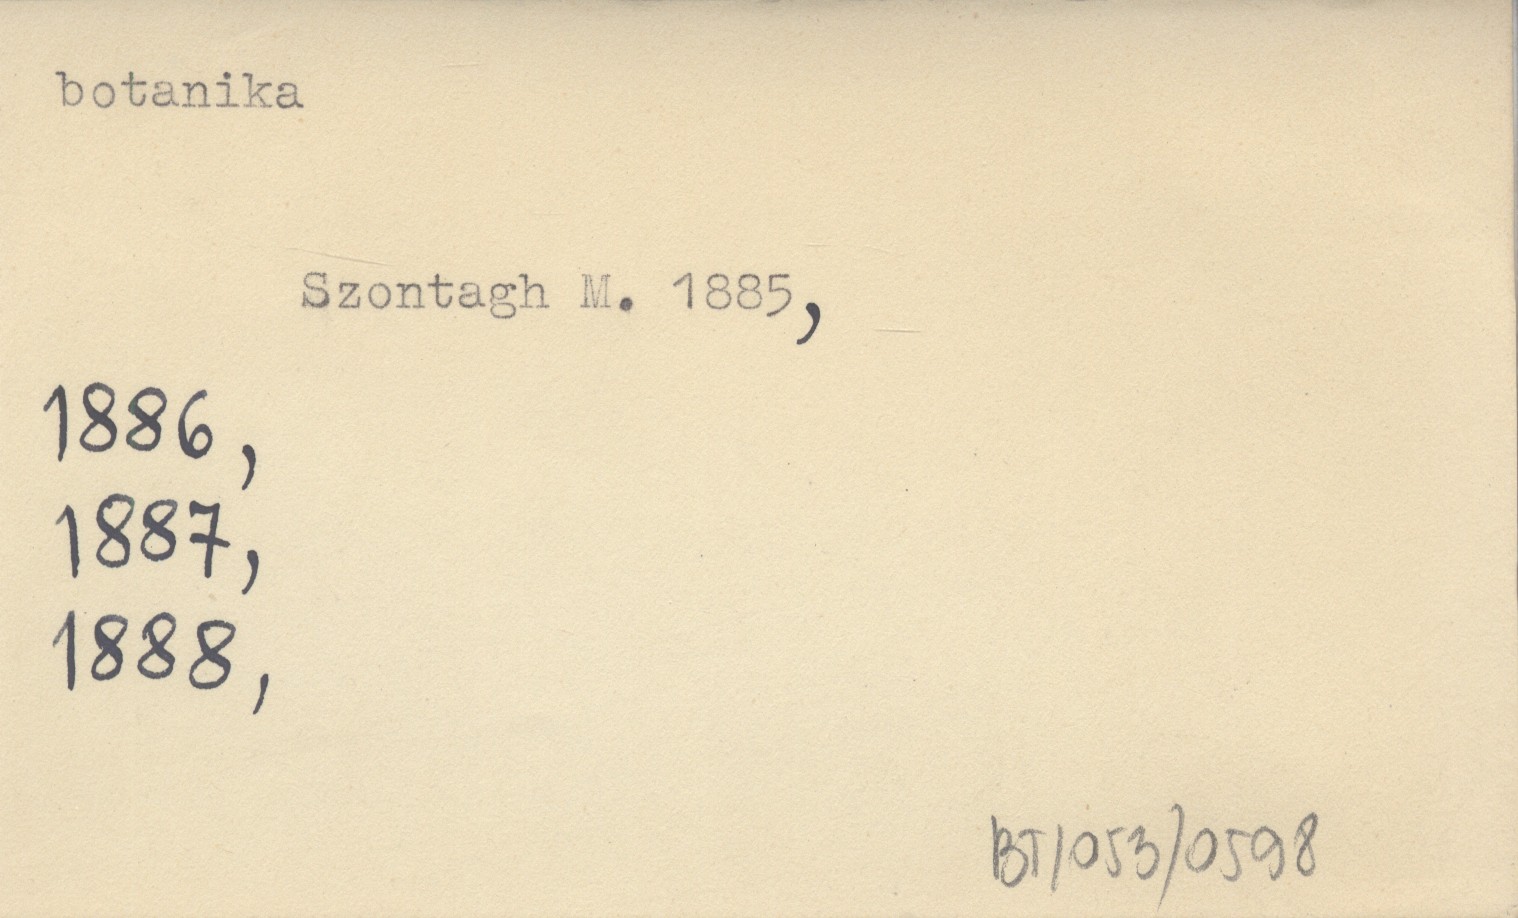 botanika
Szontagh M. 1885,
1886,
1887,
1888,
BT/053/0598